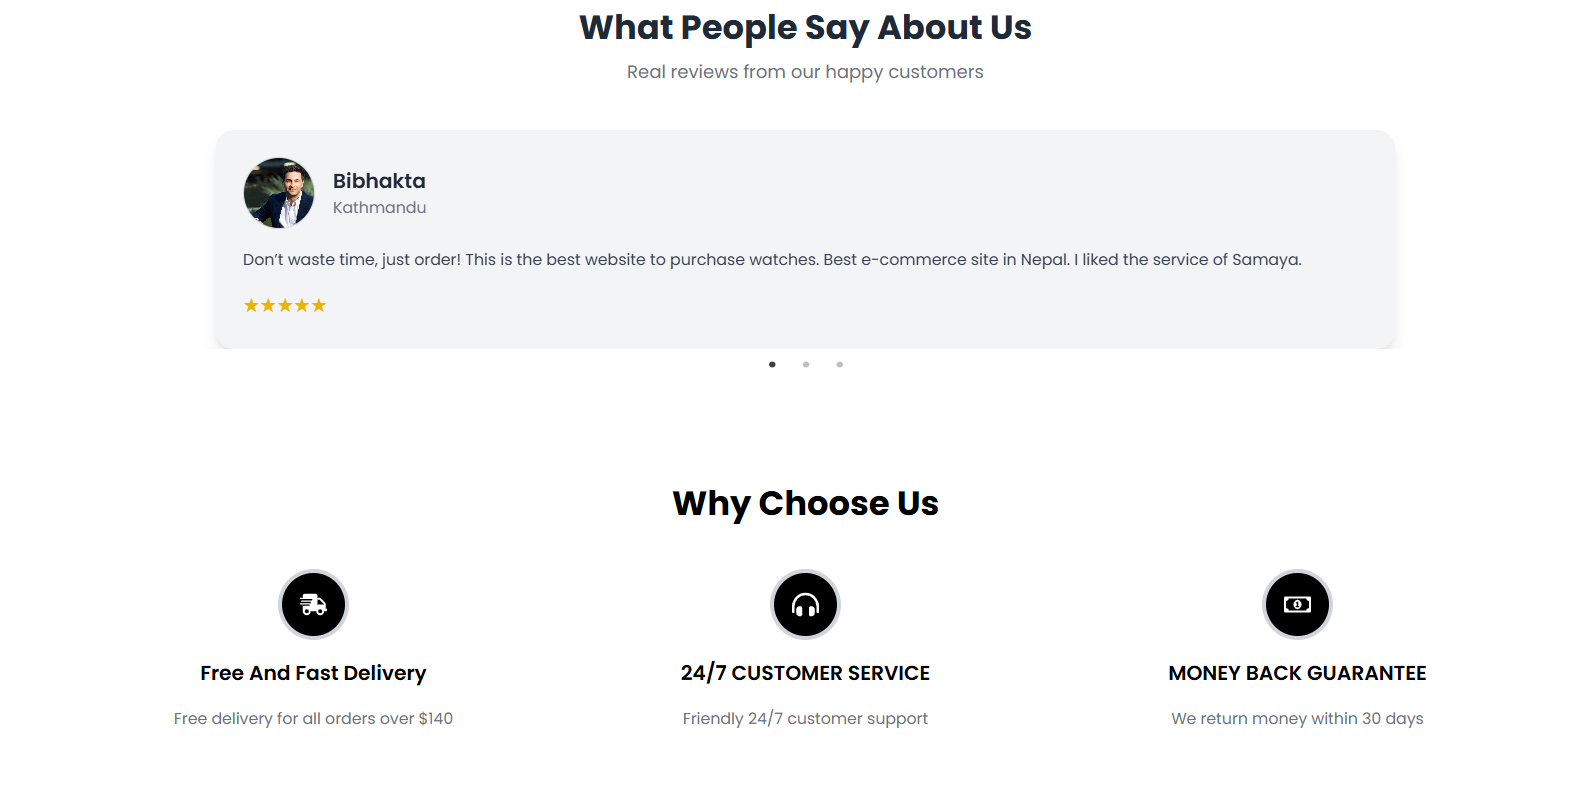 What People Say About Us
Real reviews from our happy customers
Bibhakta
Kathmandu
Don’t waste time, just order! This is the best website to purchase watches. Best e-commerce site in Nepal. I liked the service of Samaya.
★★★★★
Why Choose Us
Free And Fast Delivery
24/7 CUSTOMER SERVICE
MONEY BACK GUARANTEE
Free delivery for all orders over $140
Friendly 24/7 customer support
We return money within 30 days